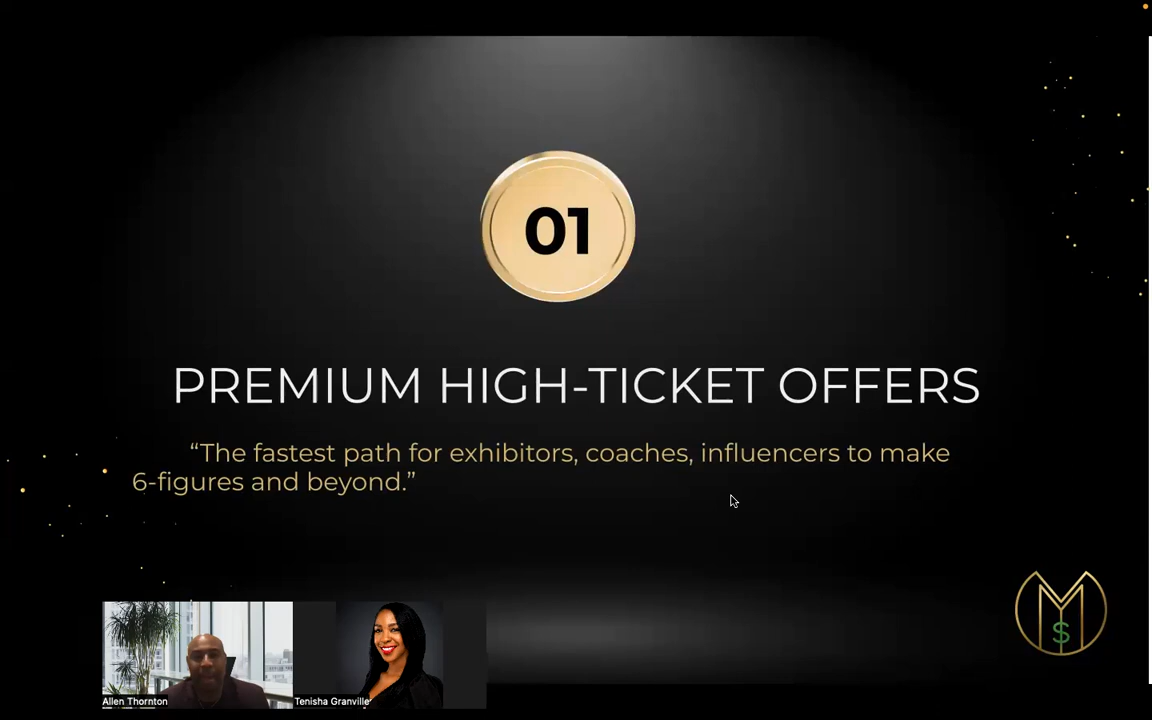 01
PREMIUM HIGH-TICKET OFFERS
“The fastest path for exhibitors, coaches, influencers to make
6-figures and beyond.”
M
$
Allen Thornton
Tenisha Granville